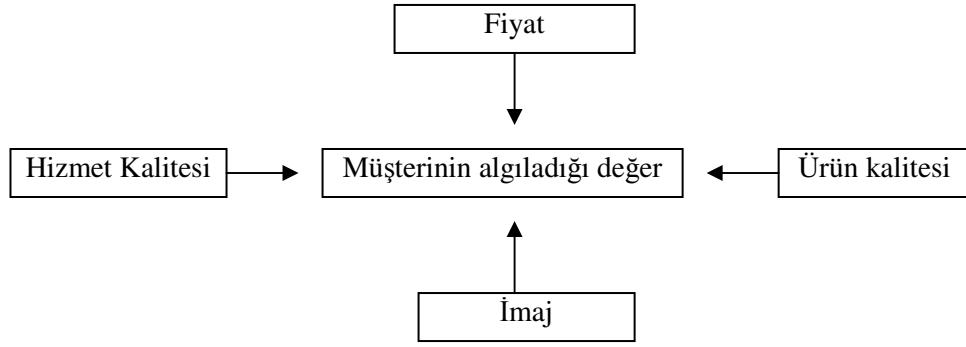 Fiyat
Hizmet Kalitesi
Müşterinin algıladığı değer
Ürün kalitesi
İmaj